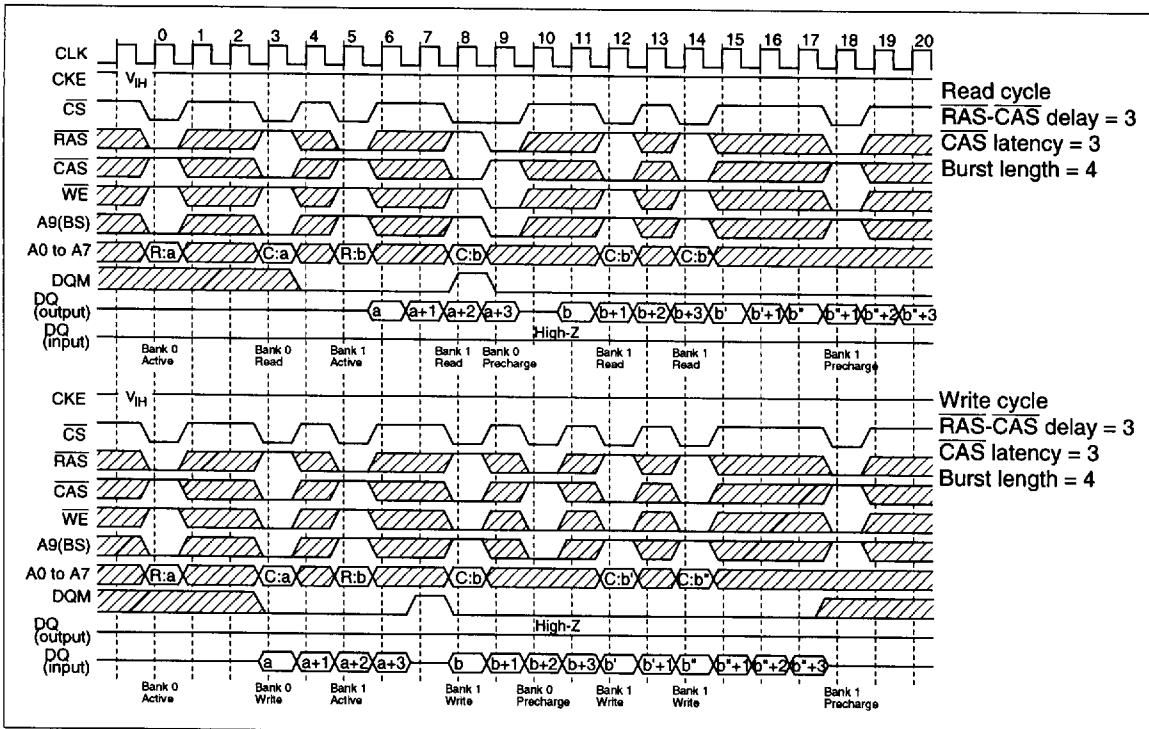 0 1 2 3 4 5 6 7 8 9 10 11 12 13 14 15 16 17 18 19 20
CLK
CKE VIH
CS
RAS
CAS
WE
A9(BS)
A0 to A7 R:a C:a R:b C:b C:b' C:b"
DQM
DQ (output) a a+1 a+2 a+3 b b+1 b+2 b+3 b' b'+1 b" b"+1 b"+2 b"+3
DQ (input) High-Z
Bank 0 Active Bank 0 Read Bank 1 Active Bank 1 Read Bank 0 Precharge Bank 1 Read Bank 1 Read Bank 1 Precharge
Read cycle
RAS-CAS delay = 3
CAS latency = 3
Burst length = 4
CKE VIH
CS
RAS
CAS
WE
A9(BS)
A0 to A7 R:a C:a R:b C:b C:b' C:b"
DQM
DQ (output) High-Z
DQ (input) a a+1 a+2 a+3 b b+1 b+2 b+3 b' b'+1 b" b"+1 b"+2 b"+3
Bank 0 Active Bank 0 Write Bank 1 Active Bank 1 Write Bank 0 Precharge Bank 1 Write Bank 1 Write Bank 1 Precharge
Write cycle
RAS-CAS delay = 3
CAS latency = 3
Burst length = 4